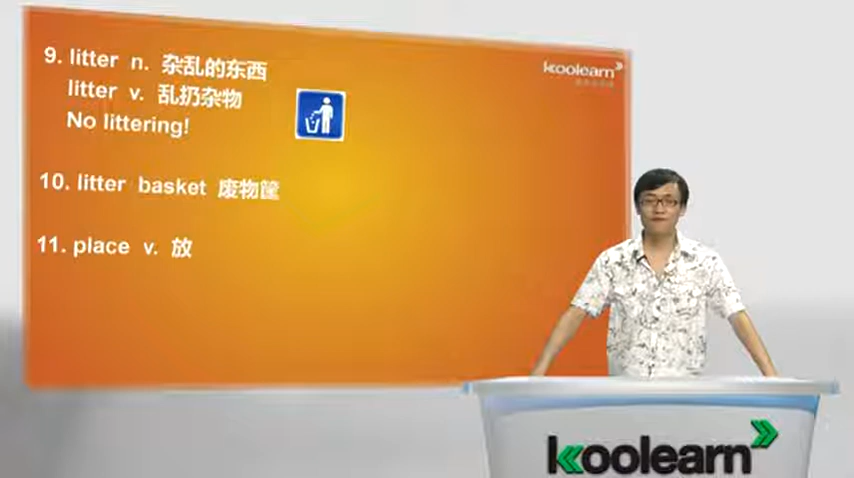 9. litter n. 杂乱的东西
litter v. 乱扔杂物
No littering!
10. litter basket 废物筐
11. place v. 放
koolearn
koolearn